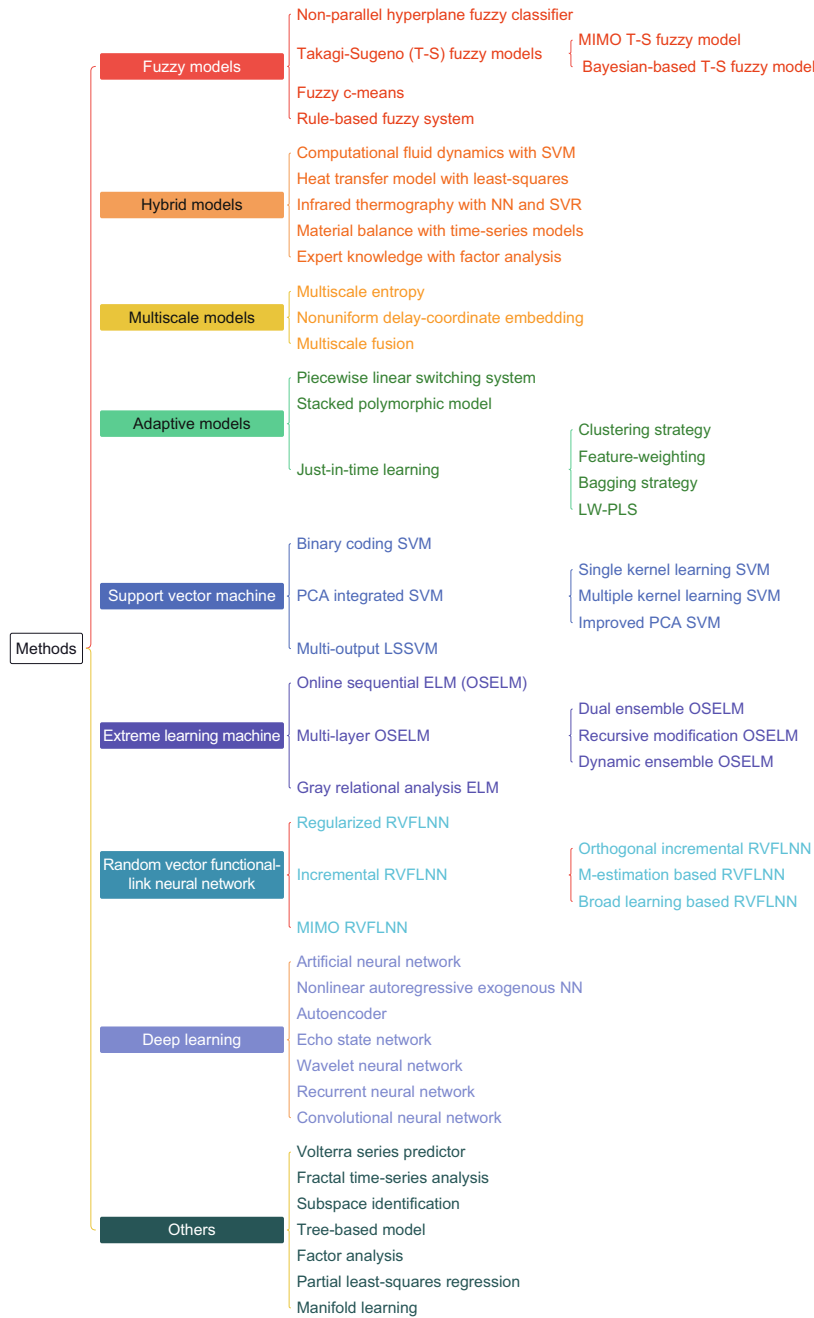 Methods
Fuzzy models
Non-parallel hyperplane fuzzy classifier
Takagi-Sugeno (T-S) fuzzy models
MIMO T-S fuzzy model
Bayesian-based T-S fuzzy model
Fuzzy c-means
Rule-based fuzzy system
Hybrid models
Computational fluid dynamics with SVM
Heat transfer model with least-squares
Infrared thermography with NN and SVR
Material balance with time-series models
Expert knowledge with factor analysis
Multiscale models
Multiscale entropy
Nonuniform delay-coordinate embedding
Multiscale fusion
Adaptive models
Piecewise linear switching system
Stacked polymorphic model
Just-in-time learning
Clustering strategy
Feature-weighting
Bagging strategy
LW-PLS
Support vector machine
Binary coding SVM
PCA integrated SVM
Single kernel learning SVM
Multiple kernel learning SVM
Improved PCA SVM
Multi-output LSSVM
Extreme learning machine
Online sequential ELM (OSELM)
Multi-layer OSELM
Dual ensemble OSELM
Recursive modification OSELM
Dynamic ensemble OSELM
Gray relational analysis ELM
Random vector functional-
link neural network
Regularized RVFLNN
Incremental RVFLNN
Orthogonal incremental RVFLNN
M-estimation based RVFLNN
Broad learning based RVFLNN
MIMO RVFLNN
Deep learning
Artificial neural network
Nonlinear autoregressive exogenous NN
Autoencoder
Echo state network
Wavelet neural network
Recurrent neural network
Convolutional neural network
Others
Volterra series predictor
Fractal time-series analysis
Subspace identification
Tree-based model
Factor analysis
Partial least-squares regression
Manifold learning